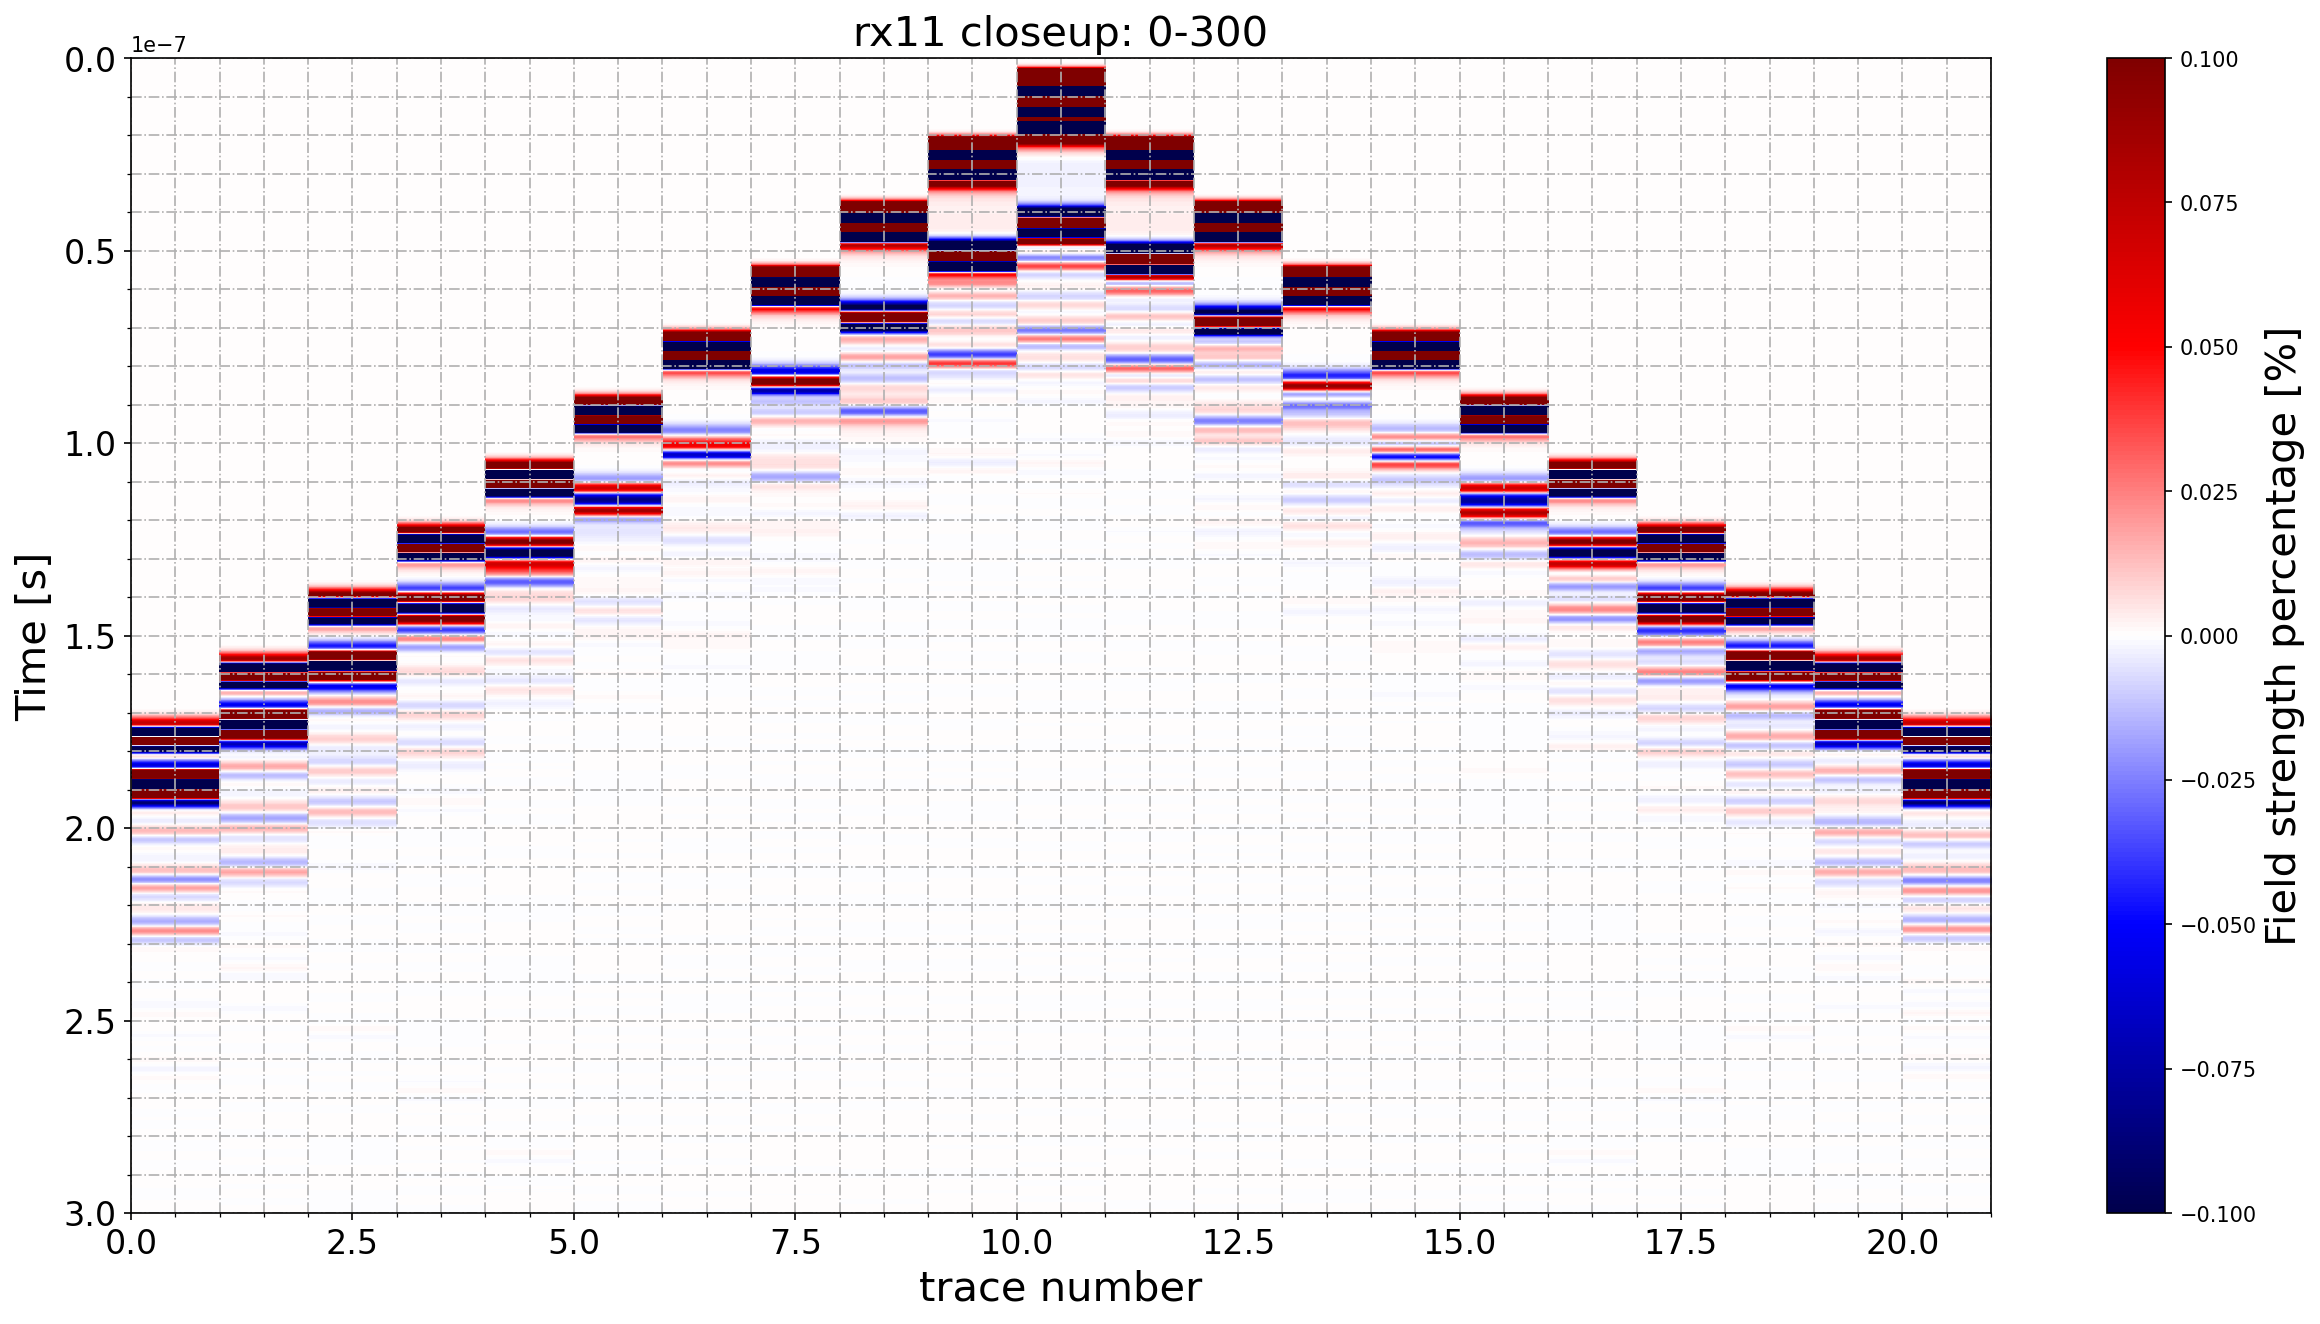 rx11 closeup: 0-300
1e−7
0.0
0.5
1.0
1.5
2.0
2.5
3.0
Time [s]
0.0 2.5 5.0 7.5 10.0 12.5 15.0 17.5 20.0
trace number
0.100
0.075
0.050
0.025
0.000
−0.025
−0.050
−0.075
−0.100
Field strength percentage [%]